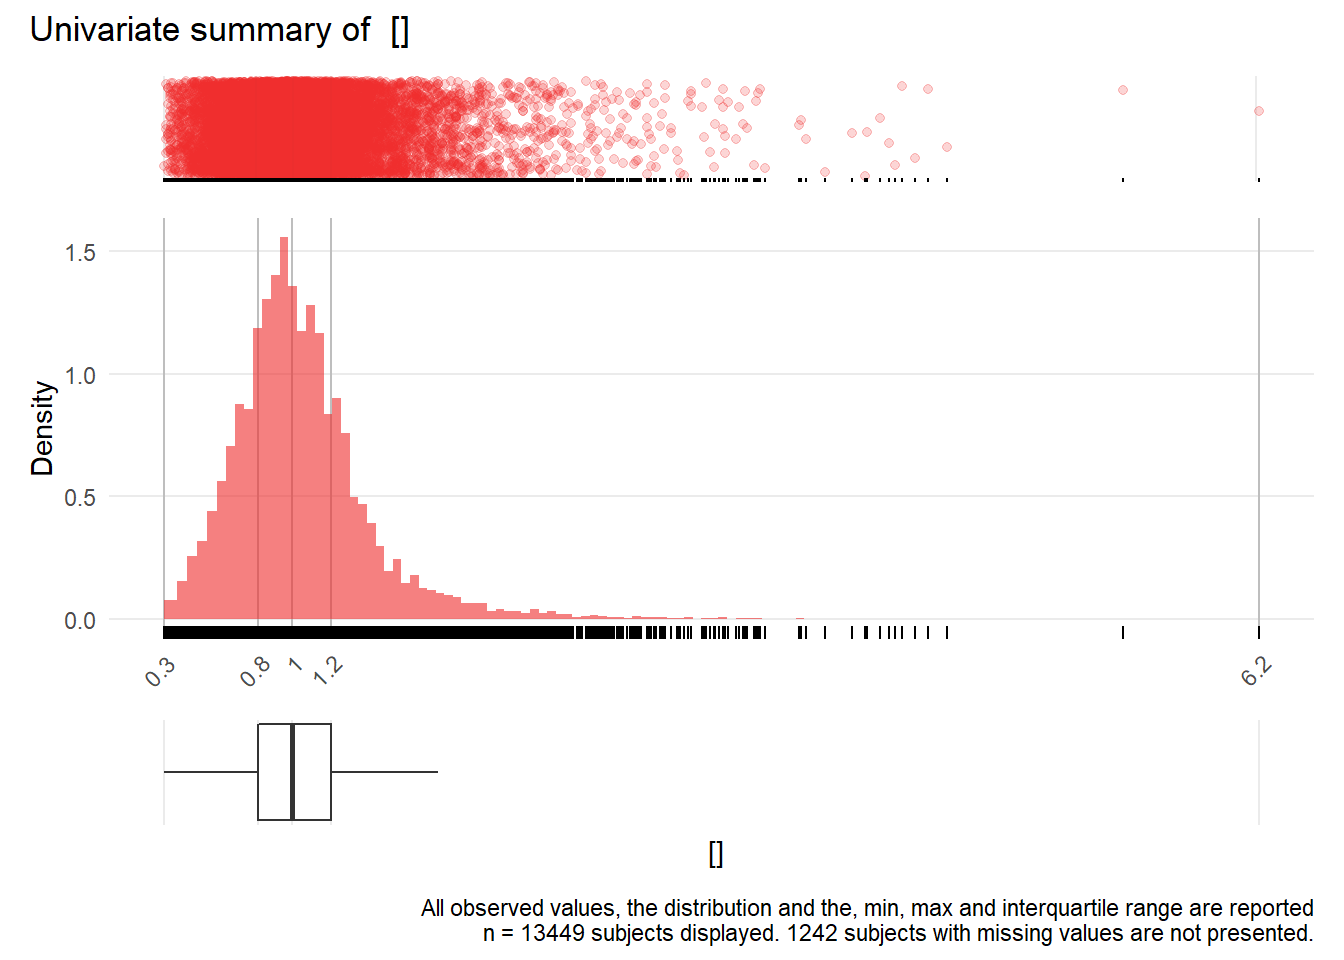 Univariate summary of  []
1.5
1.0
0.5
0.0
Density
0.3
0.8
1
1.2
6.2
[]
All observed values, the distribution and the, min, max and interquartile range are reported
n = 13449 subjects displayed. 1242 subjects with missing values are not presented.